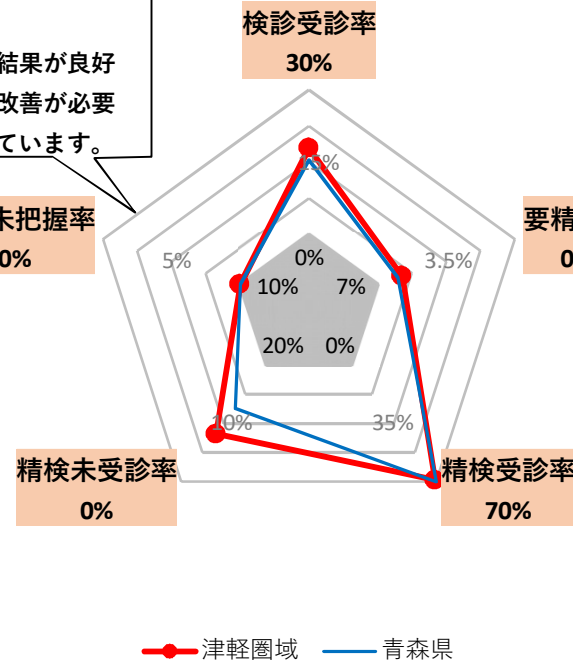 結果が良好
改善が必要
ています。
検診受診率
30%
未把握率
0%
要精
0
15%
5%
3.5%
0%
10%
7%
20%
0%
10%
35%
精検未受診率
0%
精検受診率
70%
津軽圏域
青森県